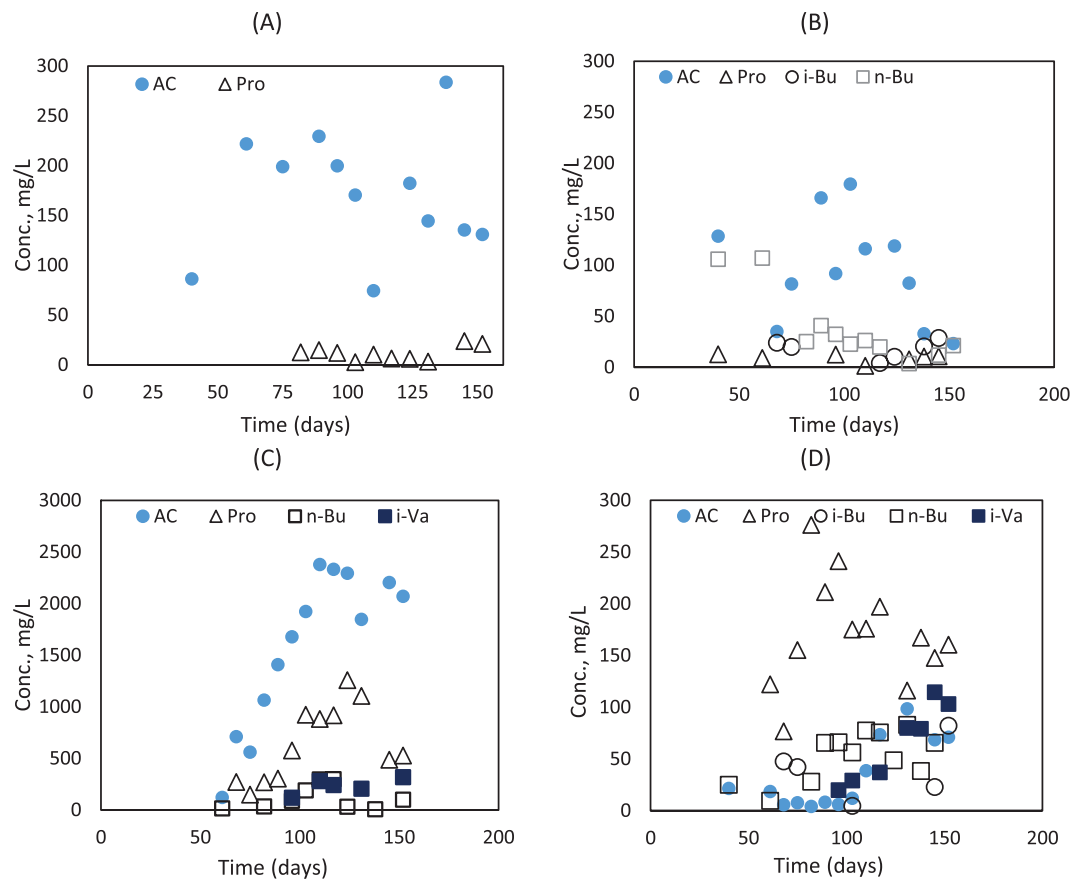 (A)
300
250
200
150
100
50
0
Conc., mg/L
AC
Pro
0
25
50
75
100
125
150
Time (days)
(B)
300
250
200
150
100
50
0
Conc., mg/L
AC
Pro
i-Bu
n-Bu
0
50
100
150
200
Time (days)
(C)
3000
2500
2000
1500
1000
500
0
Conc., mg/L
AC
Pro
n-Bu
i-Va
0
50
100
150
200
Time (days)
(D)
300
250
200
150
100
50
0
Conc., mg/L
AC
Pro
i-Bu
n-Bu
i-Va
0
50
100
150
200
Time (days)